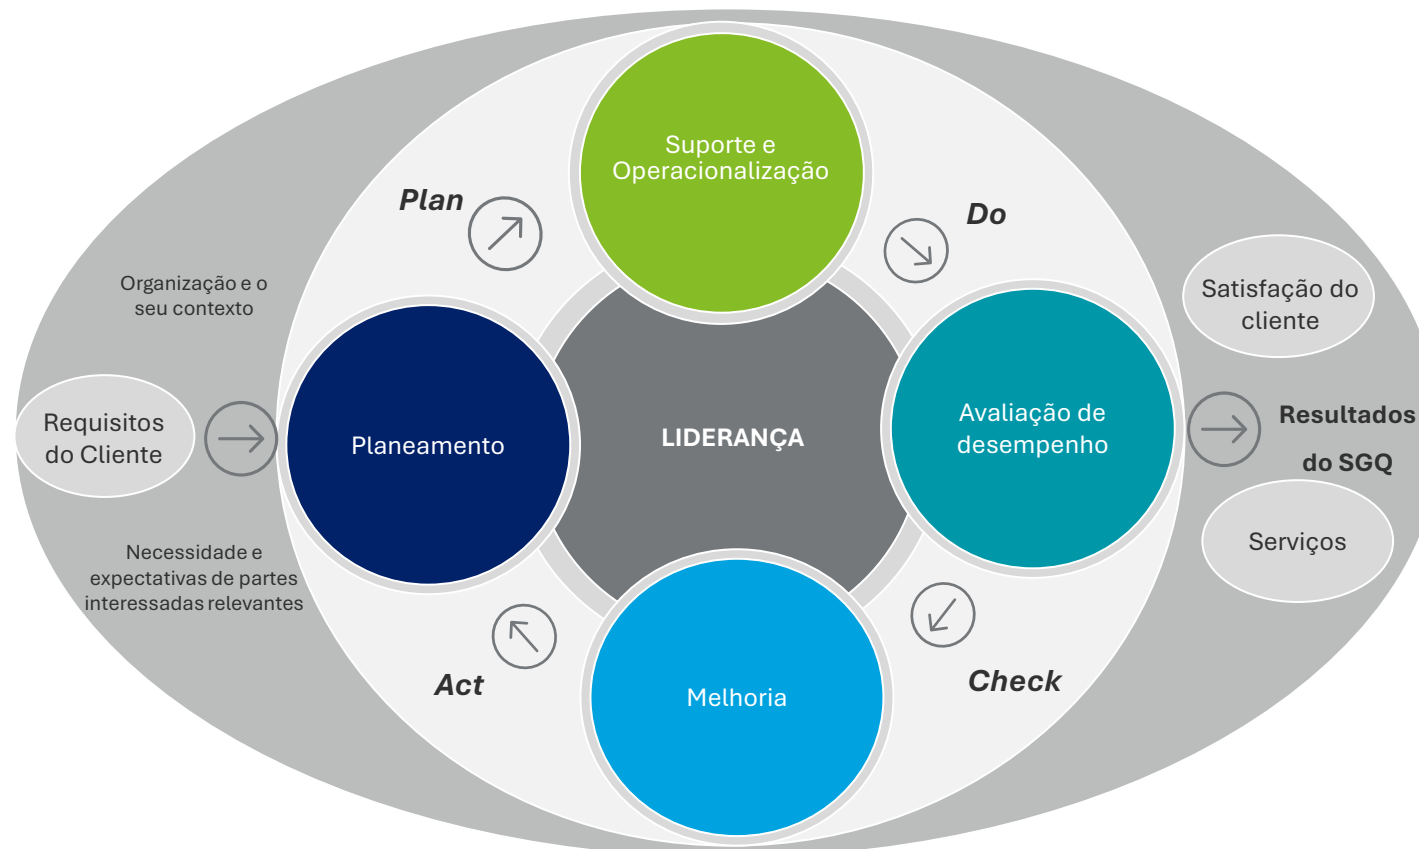 Suporte e
Operacionalização
Plan
Do
Organização e o
seu contexto
Satisfação do
cliente
Requisitos
do Cliente
Planeamento
LIDERANÇA
Avaliação de
desempenho
Resultados
do SGQ
Necessidade e
expectativas de partes
interessadas relevantes
Serviços
Act
Check
Melhoria